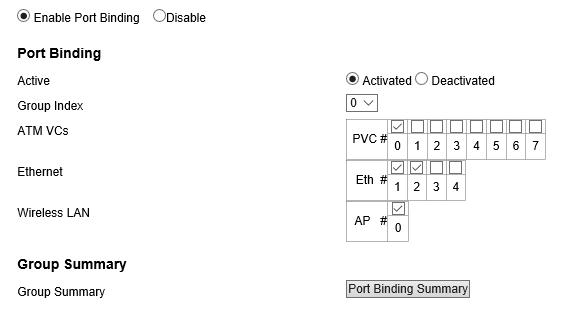 Enable Port Binding Disable
Port Binding
Active Activated Deactivated
Group Index 0
ATM VCs PVC # 0 1 2 3 4 5 6 7
Ethernet Eth # 1 2 3 4
Wireless LAN AP # 0
Group Summary
Group Summary Port Binding Summary